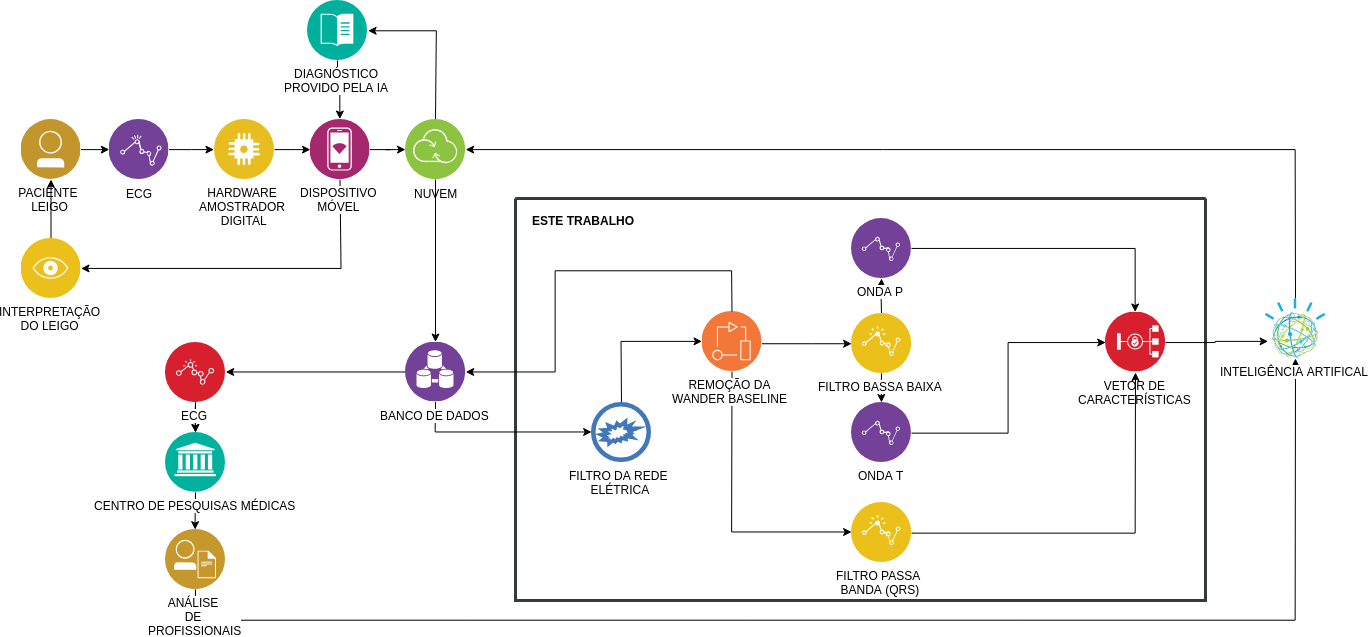 DIAGNÓSTICO
PROVIDO PELA IA
PACIENTE
LEIGO
ECG
HARDWARE
AMOSTRADOR
DIGITAL
DISPOSITIVO
MÓVEL
NUVEM
INTERPRETAÇÃO
DO LEIGO
ESTE TRABALHO
ONDA P
REMOÇÃO DA
WANDER BASELINE
FILTRO BASSA BAIXA
VETOR DE
CARACTERÍSTICAS
INTELIGÊNCIA ARTIFICAL
ECG
BANCO DE DADOS
FILTRO DA REDE
ELÉTRICA
ONDA T
CENTRO DE PESQUISAS MÉDICAS
FILTRO PASSA
BANDA (QRS)
ANÁLISE
DE
PROFISSIONAIS